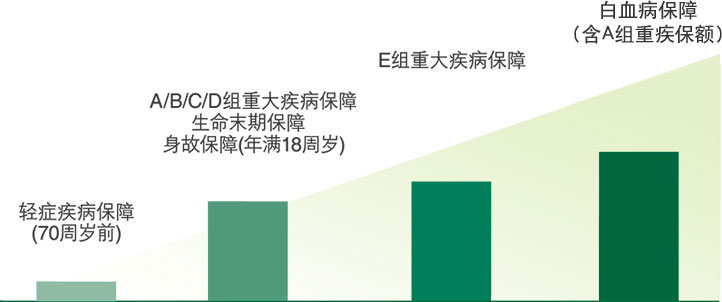 白血病保障
(含A组重疾保额)
E组重大疾病保障
A/B/C/D组重大疾病保障
生命末期保障
身故保障(年满18周岁)
轻症疾病保障
(70周岁前)